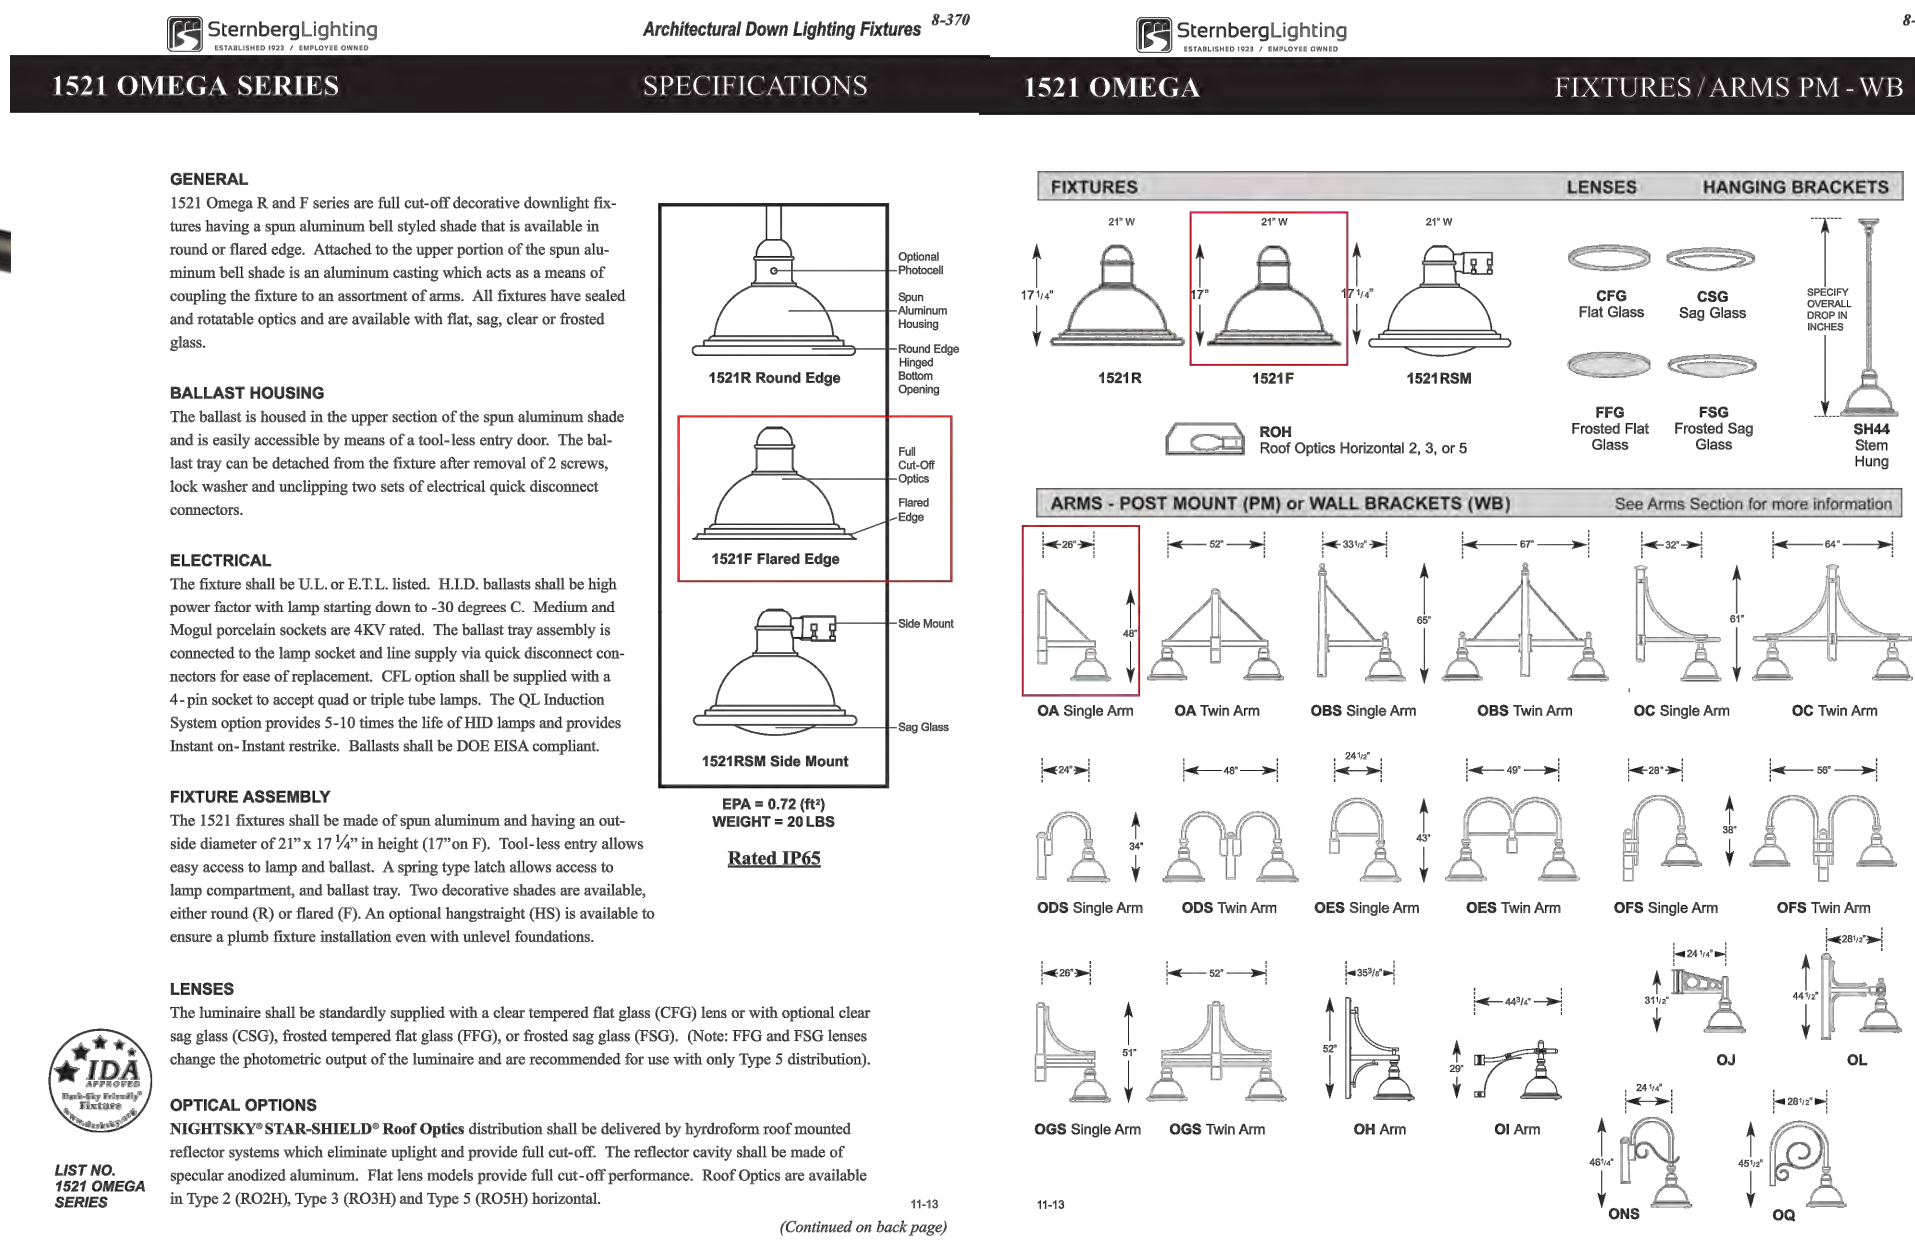 SternbergLighting
ESTABLISHED 1923 / EMPLOYEE OWNED
Architectural Down Lighting Fixtures 8-370
1521 OMEGA SERIES SPECIFICATIONS
GENERAL
1521 Omega R and F series are full cut-off decorative downlight fix-
tures having a spun aluminum bell styled shade that is available in
round or flared edge. Attached to the upper portion of the spun alu-
minum bell shade is an aluminum casting which acts as a means of
coupling the fixture to an assortment of arms. All fixtures have sealed
and rotatable optics and are available with flat, sag, clear or frosted
glass.
BALLAST HOUSING
The ballast is housed in the upper section of the spun aluminum shade
and is easily accessible by means of a tool-less entry door. The bal-
last tray can be detached from the fixture after removal of 2 screws,
lock washer and unclipping two sets of electrical quick disconnect
connectors.
ELECTRICAL
The fixture shall be U.L. or E.T.L. listed. H.I.D. ballasts shall be high
power factor with lamp starting down to -30 degrees C. Medium and
Mogul porcelain sockets are 4KV rated. The ballast tray assembly is
connected to the lamp socket and line supply via quick disconnect con-
nectors for ease of replacement. CFL option shall be supplied with a
4-pin socket to accept quad or triple tube lamps. The QL Induction
System option provides 5-10 times the life of HID lamps and provides
Instant on-Instant restrike. Ballasts shall be DOE EISA compliant.
FIXTURE ASSEMBLY
The 1521 fixtures shall be made of spun aluminum and having an out-
side diameter of 21” x 17 ¼” in height (17”on F). Tool-less entry allows
easy access to lamp and ballast. A spring type latch allows access to
lamp compartment, and ballast tray. Two decorative shades are available,
either round (R) or flared (F). An optional hangstraight (HS) is available to
ensure a plumb fixture installation even with unlevel foundations.
LENSES
The luminaire shall be standardly supplied with a clear tempered flat glass (CFG) lens or with optional clear
sag glass (CSG), frosted tempered flat glass (FFG), or frosted sag glass (FSG). (Note: FFG and FSG lenses
change the photometric output of the luminaire and are recommended for use with only Type 5 distribution).
OPTICAL OPTIONS
NIGHTSKY® STAR-SHIELD® Roof Optics distribution shall be delivered by hyrdroform roof mounted
reflector systems which eliminate uplight and provide full cut-off. The reflector cavity shall be made of
specular anodized aluminum. Flat lens models provide full cut-off performance. Roof Optics are available
in Type 2 (RO2H), Type 3 (RO3H) and Type 5 (RO5H) horizontal.
11-13
(Continued on back page)
IDA
APPROVED
Dark-Sky Friendly®
Fixture
www.darksky.org
LIST NO.
1521 OMEGA
SERIES
Optional
Photocell
Spun
Aluminum
Housing
Round Edge
Hinged
Bottom
Opening
1521R Round Edge
Full
Cut-Off
Optics
Flared
Edge
1521F Flared Edge
Side Mount
Sag Glass
1521RSM Side Mount
EPA = 0.72 (ft²)
WEIGHT = 20 LBS
Rated IP65
SternbergLighting
ESTABLISHED 1923 / EMPLOYEE OWNED
8-
1521 OMEGA FIXTURES / ARMS PM - WB
FIXTURES LENSES HANGING BRACKETS
21” W 21” W 21” W
17 1/4” 17” 17 1/4”
1521R 1521F 1521RSM
ROH
Roof Optics Horizontal 2, 3, or 5
CFG
Flat Glass
CSG
Sag Glass
FFG
Frosted Flat
Glass
FSG
Frosted Sag
Glass
SPECIFY
OVERALL
DROP IN
INCHES
SH44
Stem
Hung
ARMS - POST MOUNT (PM) or WALL BRACKETS (WB) See Arms Section for more information
26” 52” 33 1/2” 67” 32” 64”
48” 65” 61”
OA Single Arm OA Twin Arm OBS Single Arm OBS Twin Arm OC Single Arm OC Twin Arm
24” 48” 24 1/2” 49” 28” 56”
34” 43” 38”
ODS Single Arm ODS Twin Arm OES Single Arm OES Twin Arm OFS Single Arm OFS Twin Arm
26” 52” 35 3/8” 44 3/4” 24 1/4” 28 1/2”
51” 52” 29” 31 1/2” 44 1/2”
OJ OL
OGS Single Arm OGS Twin Arm OH Arm OI Arm
24 1/4” 28 1/2”
46 1/4” 45 1/2”
ONS OQ
11-13